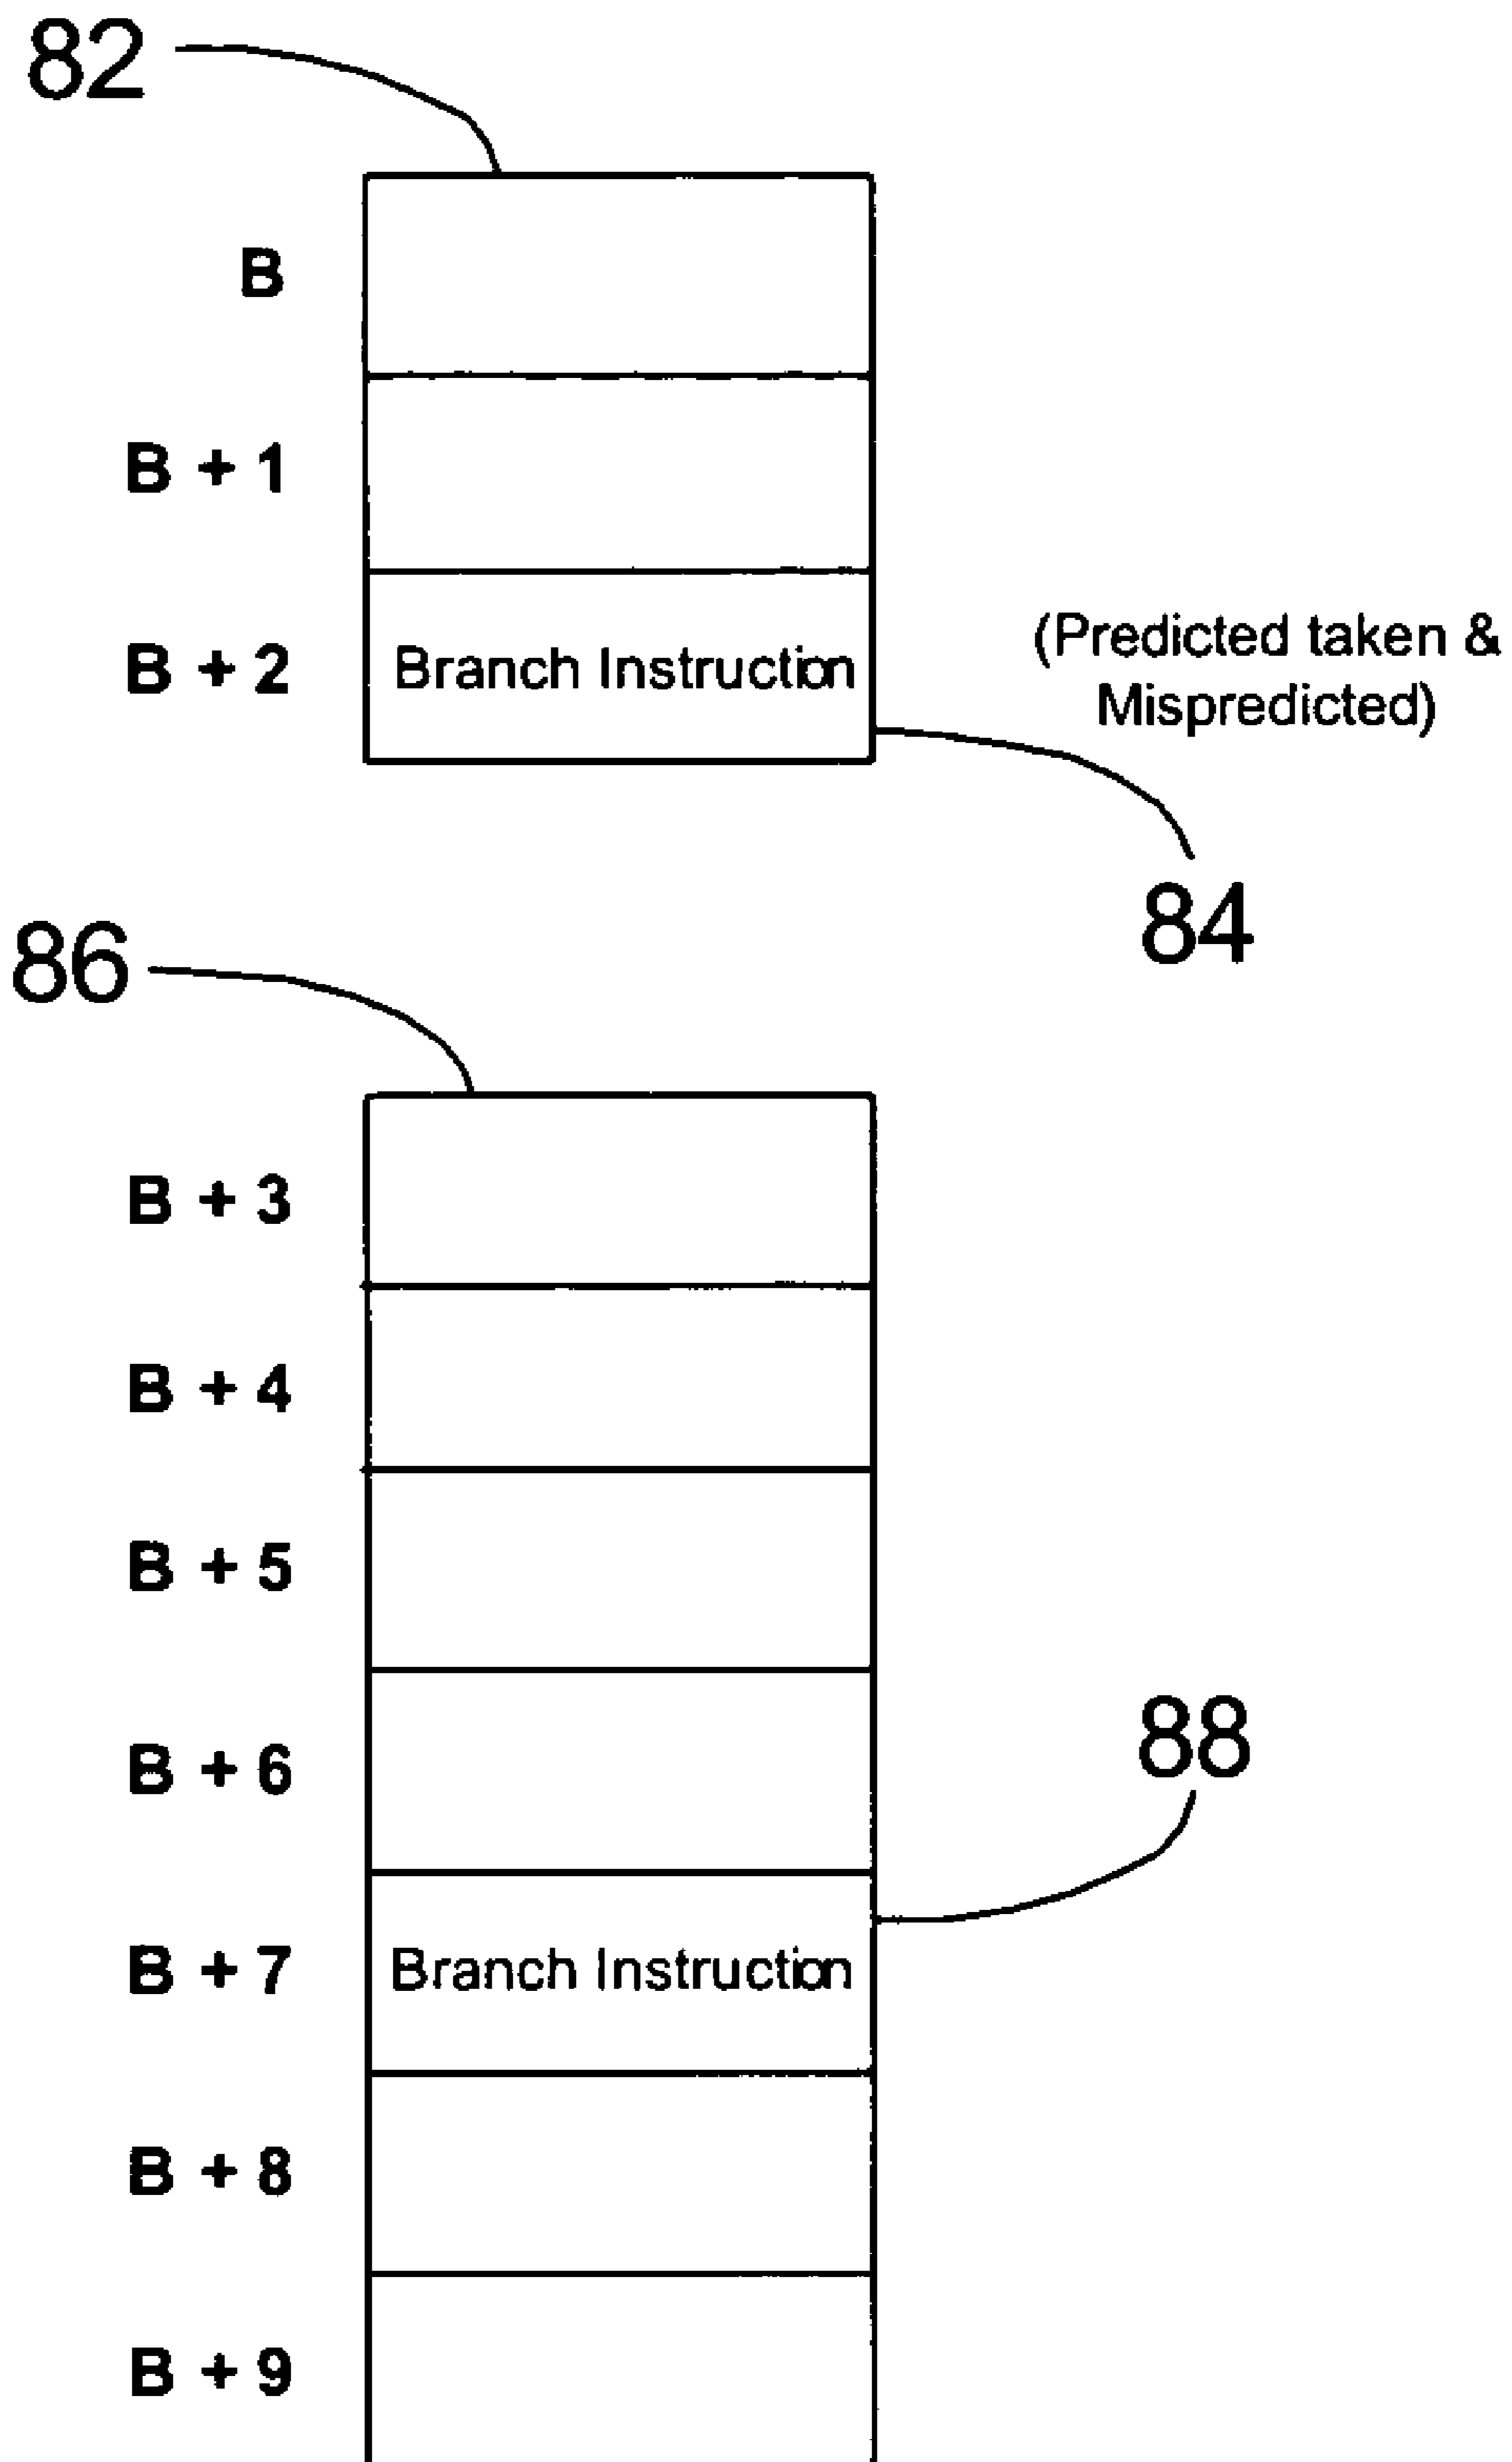 82
B
B + 1
B + 2 Branch Instruction
(Predicted taken &
Mispredicted)
84
86
B + 3
B + 4
B + 5
B + 6
88
B + 7 Branch Instruction
B + 8
B + 9